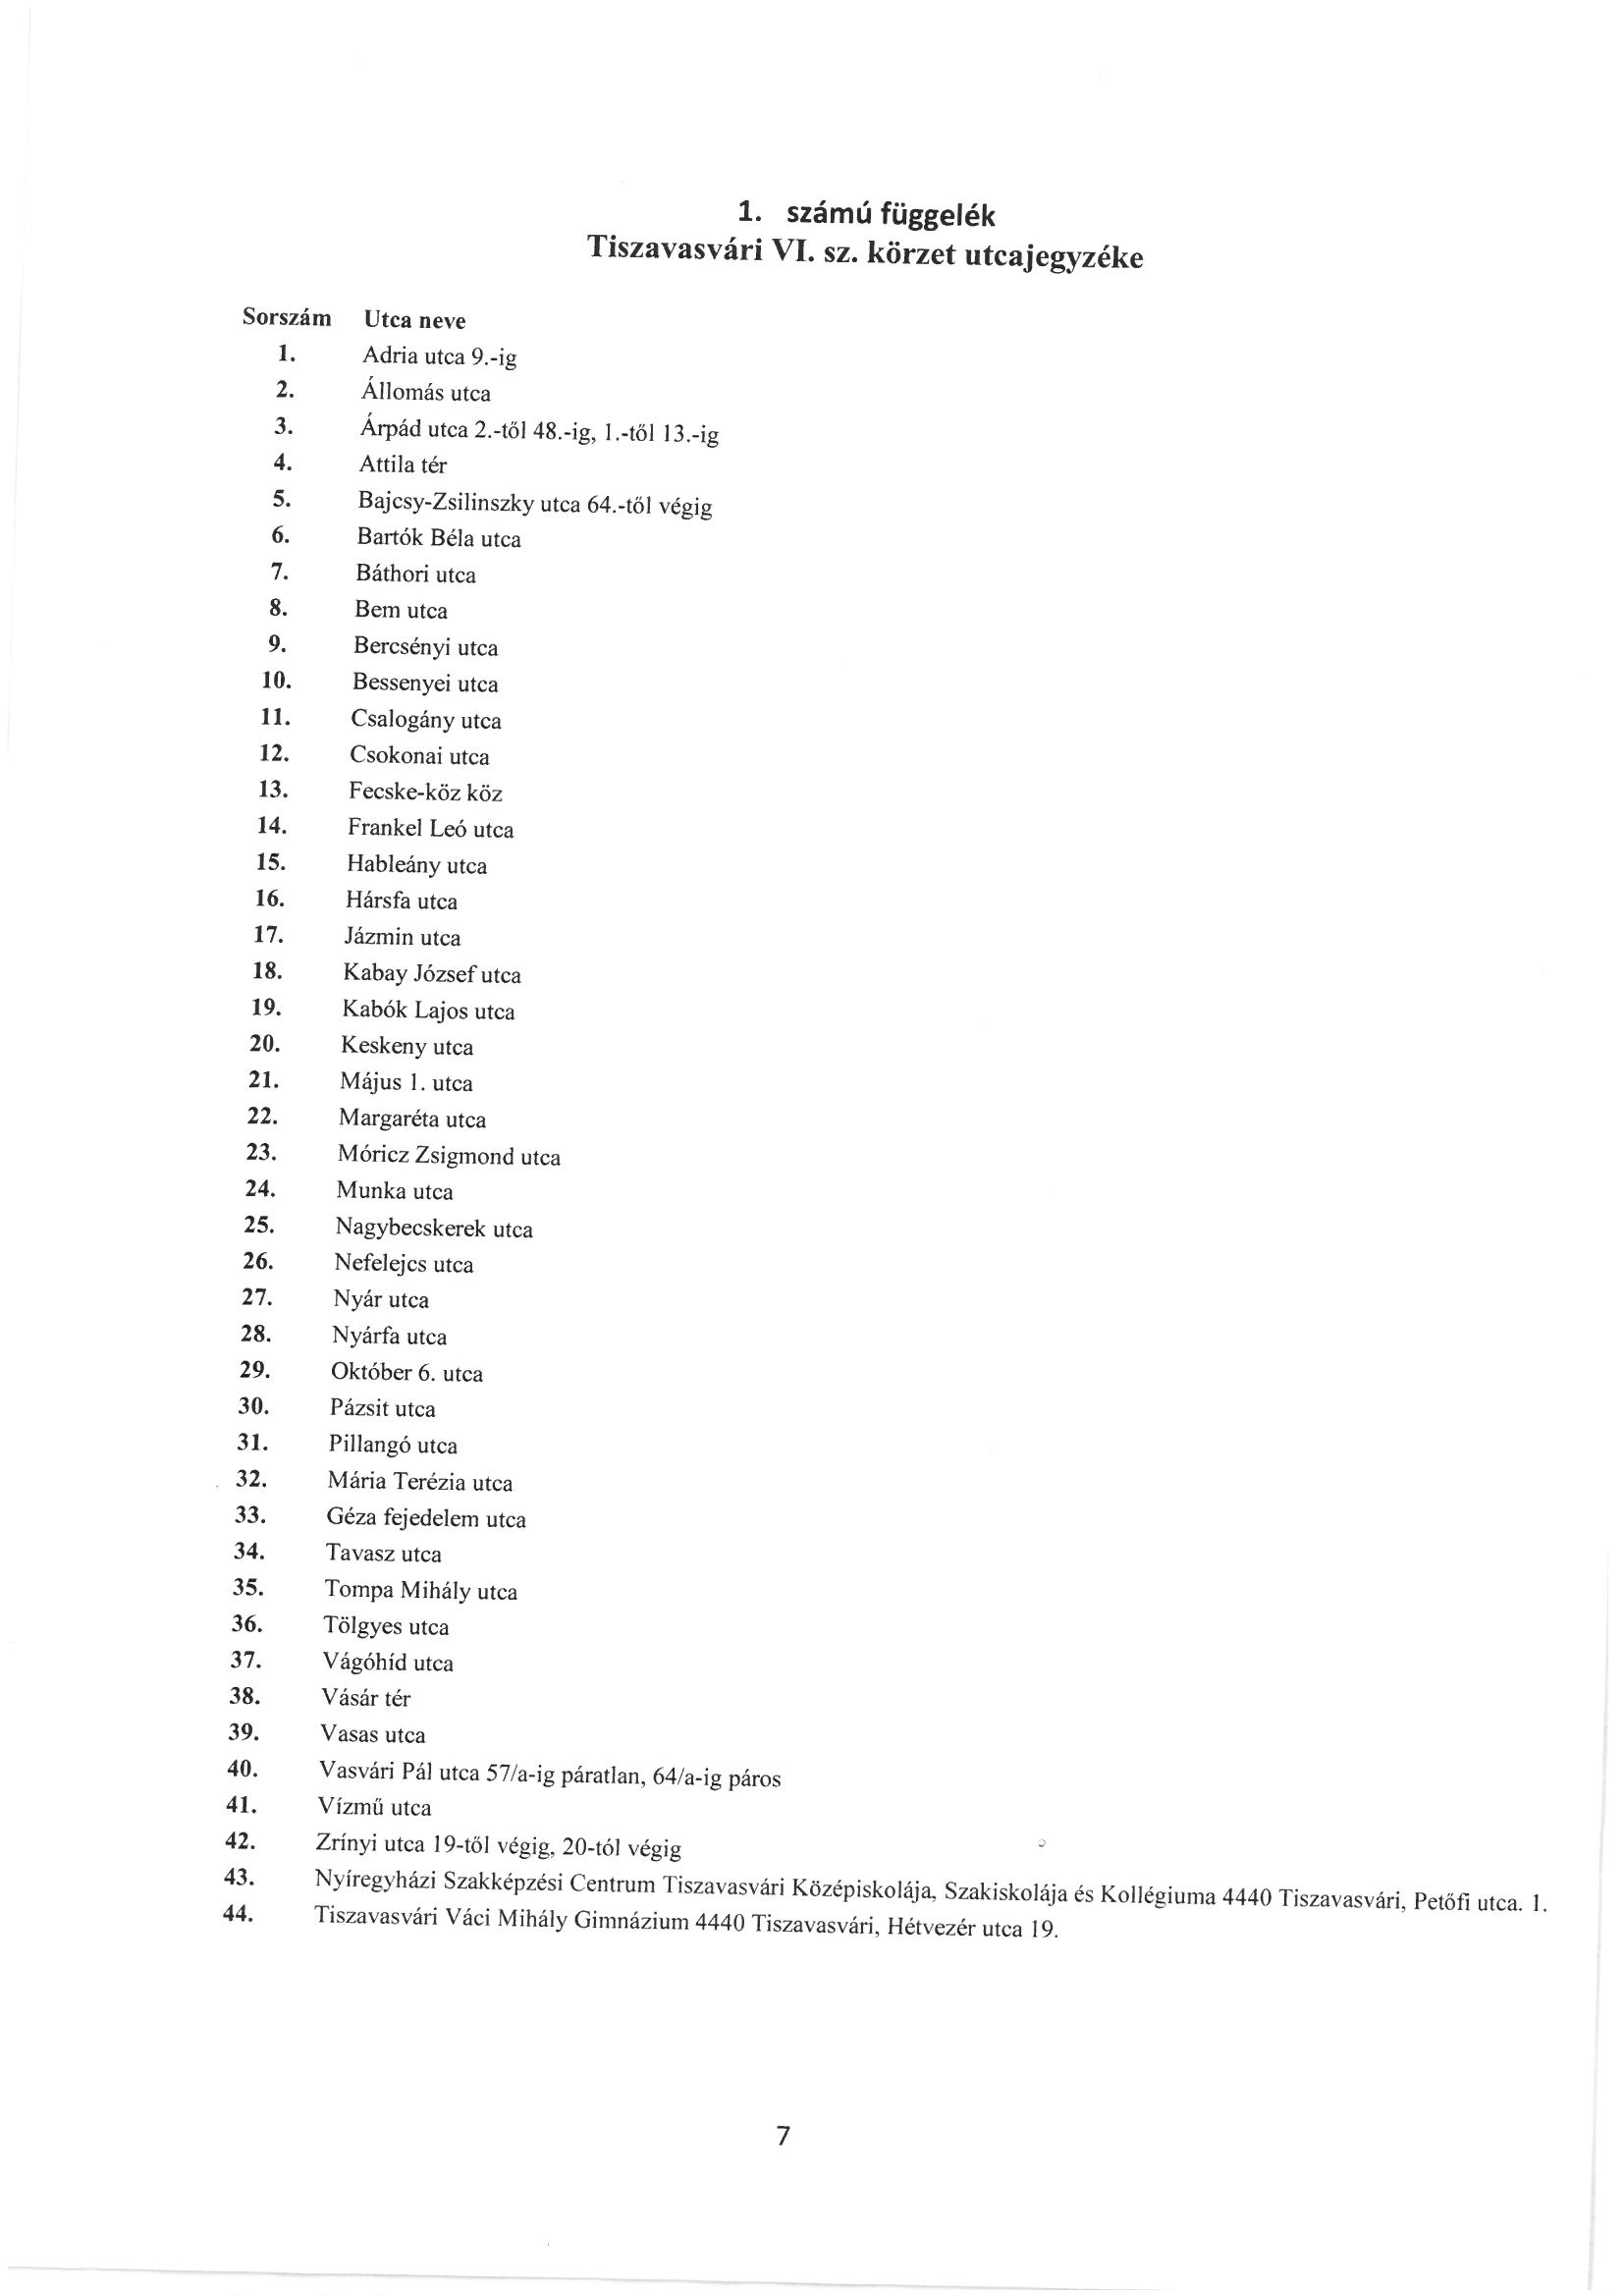 1. számú függelék
Tiszavasvári VI. sz. körzet utcajegyzéke
Sorszám Utca neve
1. Adria utca 9.-ig
2. Állomás utca
3. Árpád utca 2.-től 48.-ig, 1.-től 13.-ig
4. Attila tér
5. Bajcsy-Zsilinszky utca 64.-től végig
6. Bartók Béla utca
7. Báthori utca
8. Bem utca
9. Bercsényi utca
10. Bessenyei utca
11. Csalogány utca
12. Csokonai utca
13. Fecske-köz köz
14. Frankel Leó utca
15. Hableány utca
16. Hársfa utca
17. Jázmin utca
18. Kabay József utca
19. Kabók Lajos utca
20. Keskeny utca
21. Május 1. utca
22. Margaréta utca
23. Móricz Zsigmond utca
24. Munka utca
25. Nagybecskerek utca
26. Nefelejcs utca
27. Nyár utca
28. Nyárfa utca
29. Október 6. utca
30. Pázsit utca
31. Pillangó utca
32. Mária Terézia utca
33. Géza fejedelem utca
34. Tavasz utca
35. Tompa Mihály utca
36. Tölgyes utca
37. Vágóhíd utca
38. Vásár tér
39. Vasas utca
40. Vasvári Pál utca 57/a-ig páratlan, 64/a-ig páros
41. Vízmű utca
42. Zrínyi utca 19-től végig, 20-tól végig
43. Nyíregyházi Szakképzési Centrum Tiszavasvári Középiskolája, Szakiskolája és Kollégiuma 4440 Tiszavasvári, Petőfi utca. 1.
44. Tiszavasvári Váci Mihály Gimnázium 4440 Tiszavasvári, Hétvezér utca 19.
7